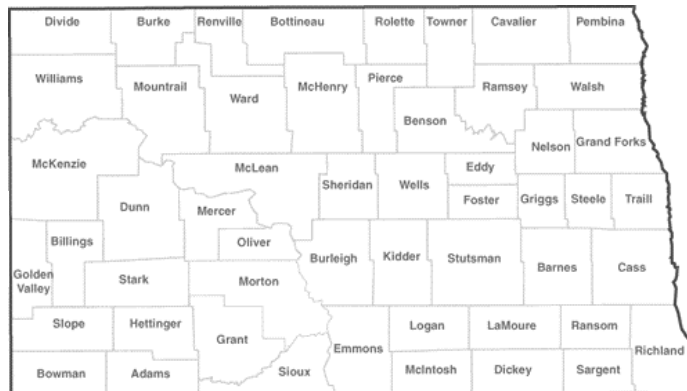 Divide
Burke
Renville
Bottineau
Rolette
Towner
Cavalier
Pembina
Williams
Mountrail
Ward
McHenry
Pierce
Ramsey
Walsh
Benson
McKenzie
McLean
Sheridan
Wells
Eddy
Nelson
Grand Forks
Dunn
Mercer
Foster
Griggs
Steele
Traill
Billings
Oliver
Burleigh
Kidder
Stutsman
Barnes
Cass
Golden
Valley
Stark
Morton
Slope
Hettinger
Grant
Emmons
Logan
LaMoure
Ransom
Richland
Bowman
Adams
Sioux
McIntosh
Dickey
Sargent